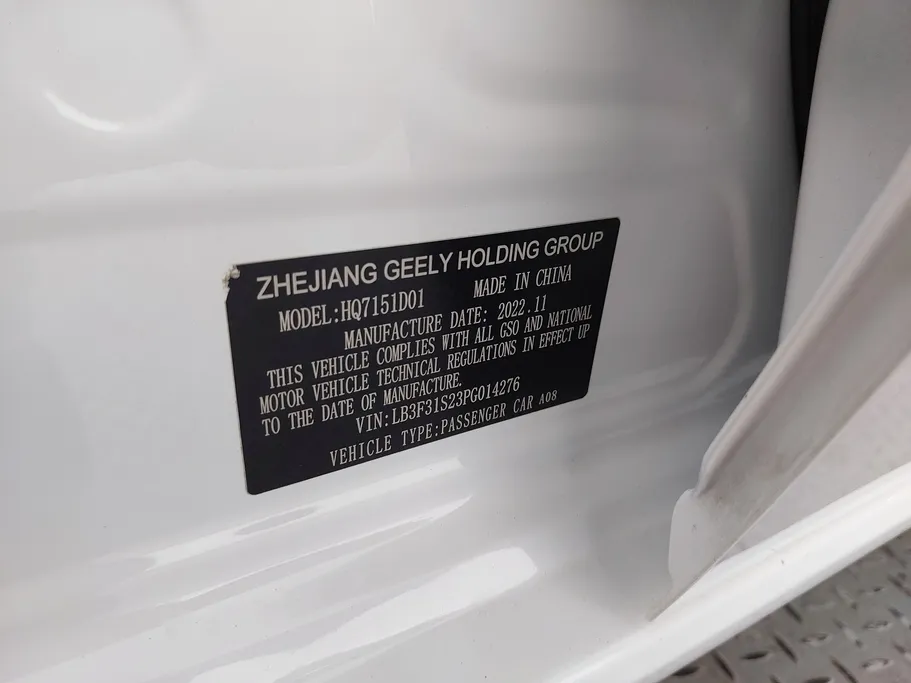 ZHEJIANG GEELY HOLDING GROUP
MODEL:HQ7151D01 MADE IN CHINA
MANUFACTURE DATE: 2022.11
THIS VEHICLE COMPLIES WITH ALL GSO AND NATIONAL
MOTOR VEHICLE TECHNICAL REGULATIONS IN EFFECT UP
TO THE DATE OF MANUFACTURE.
VIN:LB3F31S23PG014276
VEHICLE TYPE:PASSENGER CAR A08